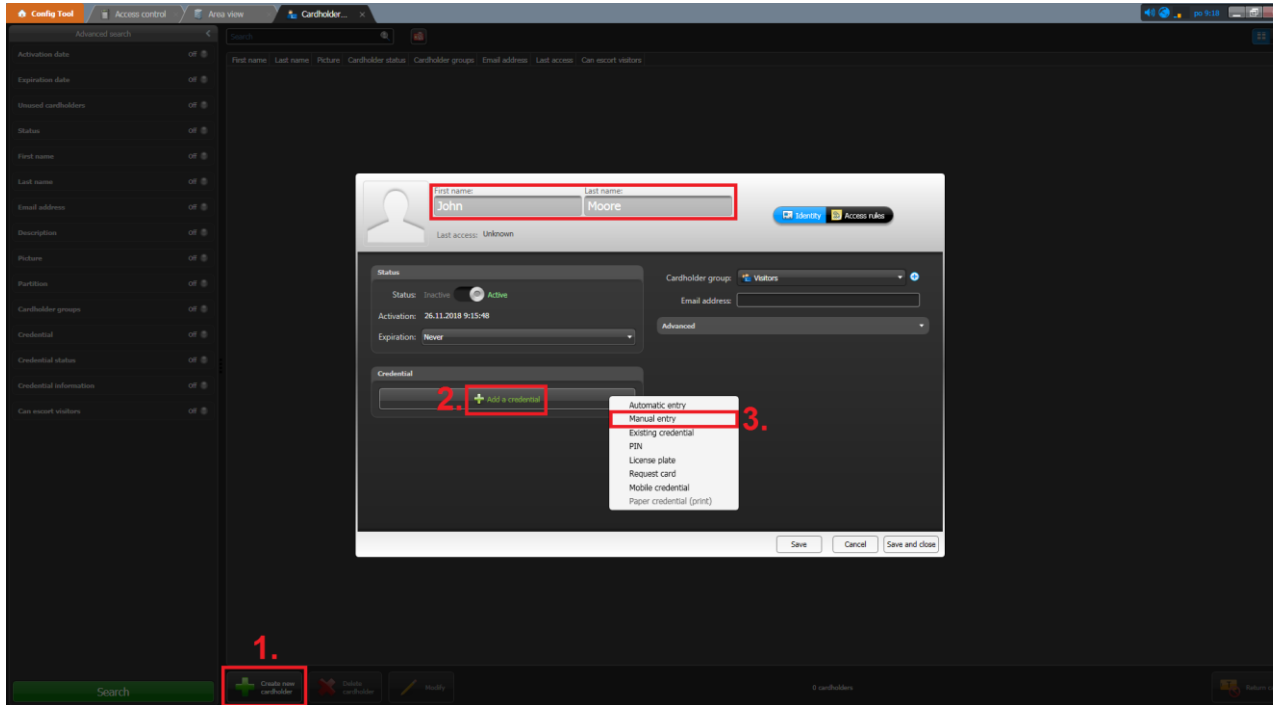 Config Tool Access control Area view Cardholder... po 9:18
Advanced search Search
First name Last name Picture Cardholder status Cardholder groups Email address Last access Can escort visitors
Activation date Off
Expiration date Off
Unused cardholders Off
Status Off
First name Off
Last name Off
Email address Off
Description Off
Picture Off
Partition Off
Cardholder groups Off
Credential Off
Credential status Off
Credential information Off
Can escort visitors Off
First name: Last name:
John Moore
Identity Access rules
Last access: Unknown
Status
Status: Inactive Active
Activation: 26.11.2018 9:15:48
Expiration: Never
Cardholder group: Visitors
Email address:
Advanced
Credential
2. Add a credential
Automatic entry
Manual entry 3.
Existing credential
PIN
License plate
Request card
Mobile credential
Paper credential (print)
Save Cancel Save and close
1.
Search
Create new
cardholder
Delete
cardholder
Modify
0 cardholders
Return